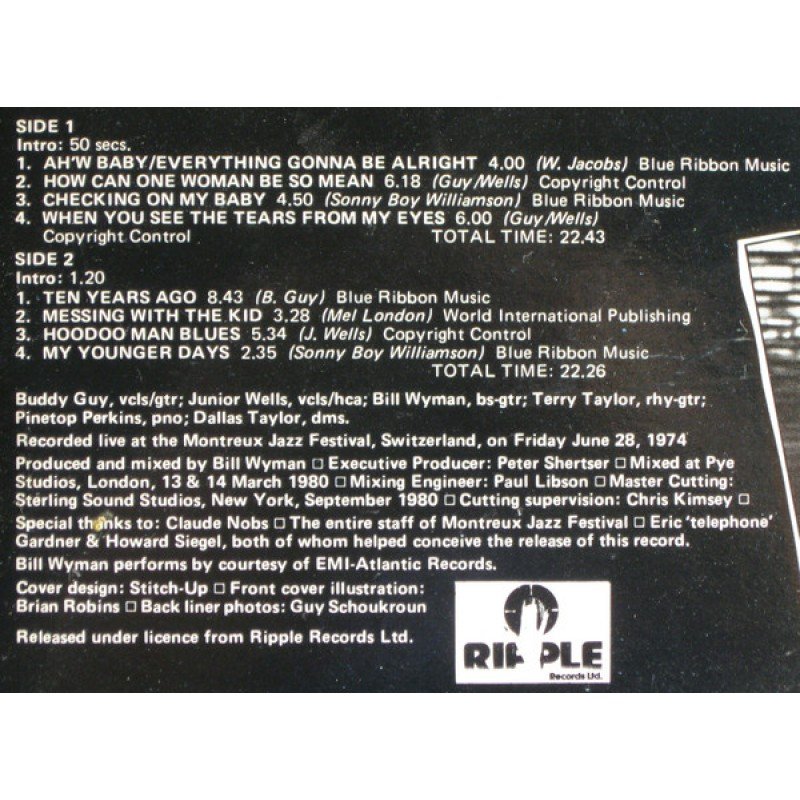 SIDE 1
Intro: 50 secs.
1. AH'W BABY/EVERYTHING GONNA BE ALRIGHT 4.00 (W. Jacobs) Blue Ribbon Music
2. HOW CAN ONE WOMAN BE SO MEAN 6.18 (Guy/Wells) Copyright Control
3. CHECKING ON MY BABY 4.50 (Sonny Boy Williamson) Blue Ribbon Music
4. WHEN YOU SEE THE TEARS FROM MY EYES 6.00 (Guy/Wells)
Copyright Control TOTAL TIME: 22.43
SIDE 2
Intro: 1.20
1. TEN YEARS AGO 8.43 (B. Guy) Blue Ribbon Music
2. MESSING WITH THE KID 3.28 (Mel London) World International Publishing
3. HOODOO MAN BLUES 5.34 (J. Wells) Copyright Control
4. MY YOUNGER DAYS 2.35 (Sonny Boy Williamson) Blue Ribbon Music
TOTAL TIME: 22.26
Buddy Guy, vcls/gtr; Junior Wells, vcls/hca; Bill Wyman, bs-gtr; Terry Taylor, rhy-gtr;
Pinetop Perkins, pno; Dallas Taylor, dms.
Recorded live at the Montreux Jazz Festival, Switzerland, on Friday June 28, 1974
Produced and mixed by Bill Wyman □ Executive Producer: Peter Shertser □ Mixed at Pye
Studios, London, 13 & 14 March 1980 □ Mixing Engineer: Paul Libson □ Master Cutting:
Sterling Sound Studios, New York, September 1980 □ Cutting supervision: Chris Kimsey □
Special thanks to: Claude Nobs □ The entire staff of Montreux Jazz Festival □ Eric 'telephone'
Gardner & Howard Siegel, both of whom helped conceive the release of this record.
Bill Wyman performs by courtesy of EMI-Atlantic Records.
Cover design: Stitch-Up □ Front cover illustration:
Brian Robins □ Back liner photos: Guy Schoukroun
Released under licence from Ripple Records Ltd.
RIPPLE
Records Ltd.